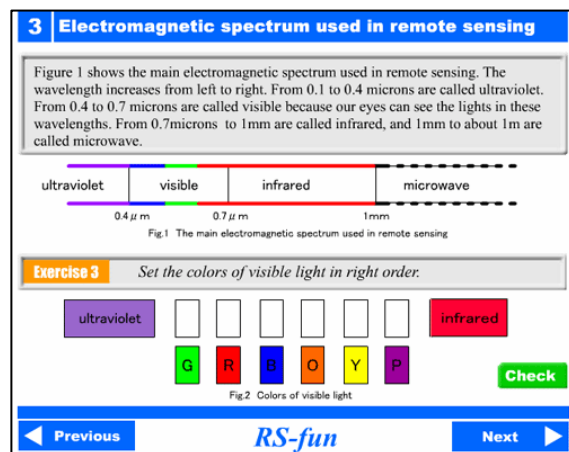 3 Electromagnetic spectrum used in remote sensing
Figure 1 shows the main electromagnetic spectrum used in remote sensing. The
wavelength increases from left to right. From 0.1 to 0.4 microns are called ultraviolet.
From 0.4 to 0.7 microns are called visible because our eyes can see the lights in these
wavelengths. From 0.7microns to 1mm are called infrared, and 1mm to about 1m are
called microwave.
ultraviolet visible infrared microwave
0.4μm 0.7μm 1mm
Fig.1 The main electromagnetic spectrum used in remote sensing
Exercise 3 Set the colors of visible light in right order.
ultraviolet infrared
G R B O Y P
Check
Fig.2 Colors of visible light
Previous RS-fun Next